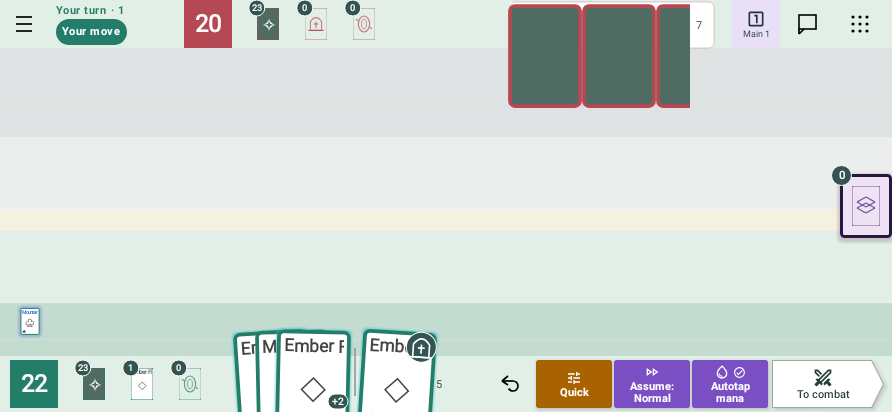 Your turn · 1
Your move
20
23
0
0
7
1
Main 1
0
22
23
1
0
Ember F
+2
Emb
5
Quick
Assume:
Normal
Autotap
mana
To combat